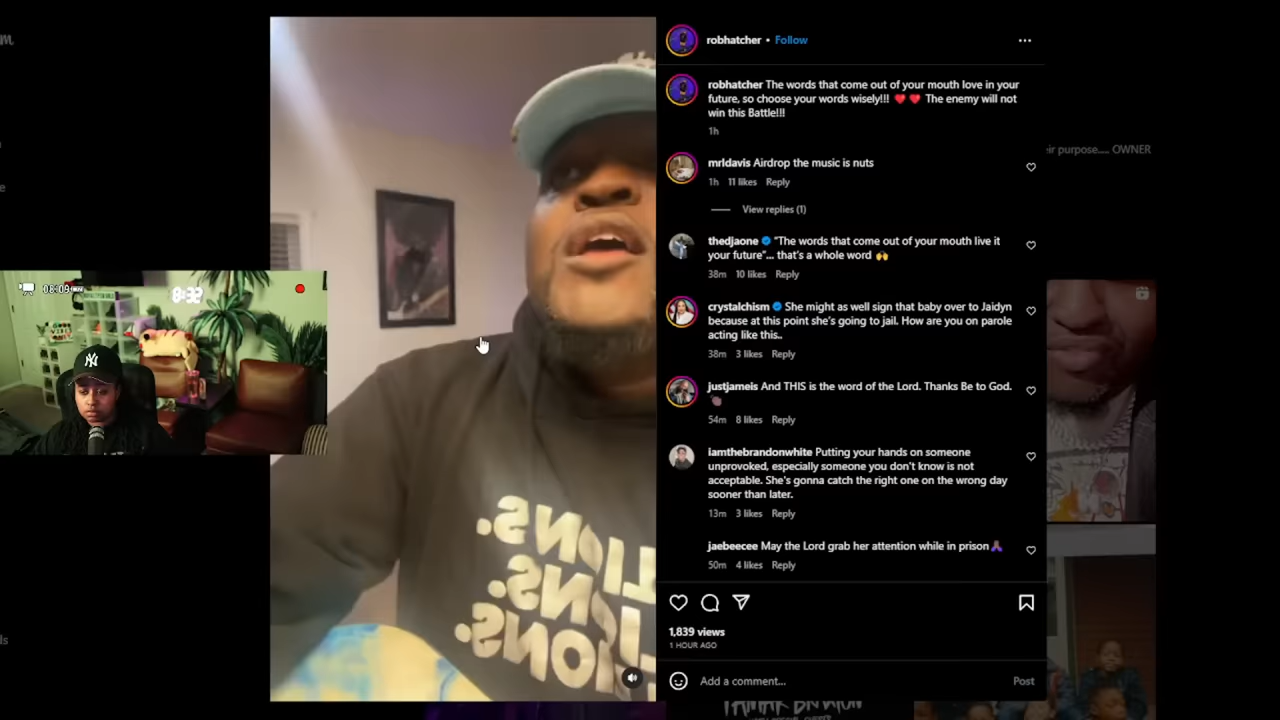 robhatcher • Follow
robhatcher The words that come out of your mouth love in your
future, so choose your words wisely!!! ❤️ ❤️ The enemy will not
win this Battle!!!
1h
mrldavis Airdrop the music is nuts
1h 11 likes Reply
View replies (1)
thedjaone "The words that come out of your mouth live it
your future"... that's a whole word 🙌
38m 10 likes Reply
crystalchism She might as well sign that baby over to Jaidyn
because at this point she's going to jail. How are you on parole
acting like this..
38m 3 likes Reply
justjameis And THIS is the word of the Lord. Thanks Be to God.
54m 8 likes Reply
iamthebrandonwhite Putting your hands on someone
unprovoked, especially someone you don't know is not
acceptable. She's gonna catch the right one on the wrong day
sooner than later.
13m 3 likes Reply
jaebeecee May the Lord grab her attention while in prison🙏🏾
50m 4 likes Reply
1,839 views
1 HOUR AGO
Add a comment... Post
eir purpose.... OWNER
08:09
8:32
LIONS.
LIONS.
LIONS.